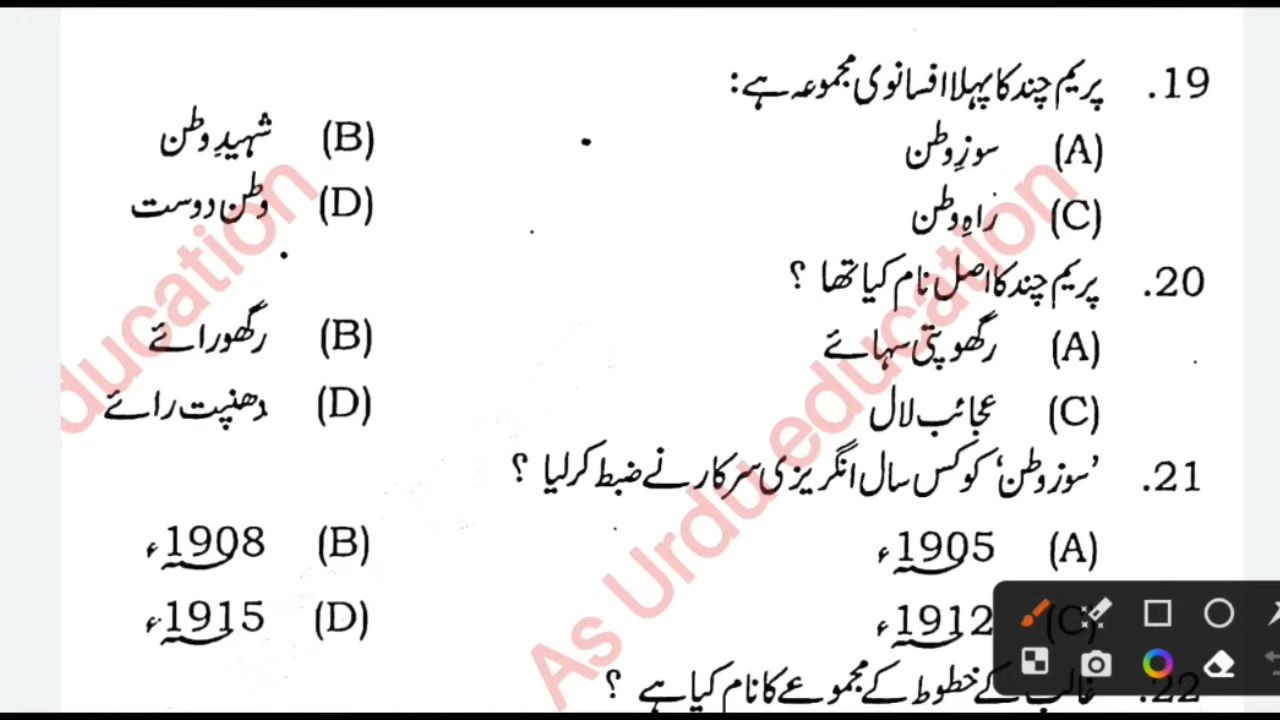 19. پریم چند کا پہلا افسانوی مجموعہ ہے:
(A) سوزِ وطن (B) شہیدِ وطن
(C) راہِ وطن (D) وطن دوست
20. پریم چند کا اصل نام کیا تھا ؟
(A) رگھوپتی سہائے (B) رگھورائے
(C) عجائب لال (D) دھنپت رائے
21. ’سوز وطن‘ کو کس سال انگریزی سرکار نے ضبط کرلیا ؟
(A) 1905ء (B) 1908ء
(C) 1912ء (D) 1915ء
22. غالب کے خطوط کے مجموعے کا نام کیا ہے ؟
As Urdu education
ducation